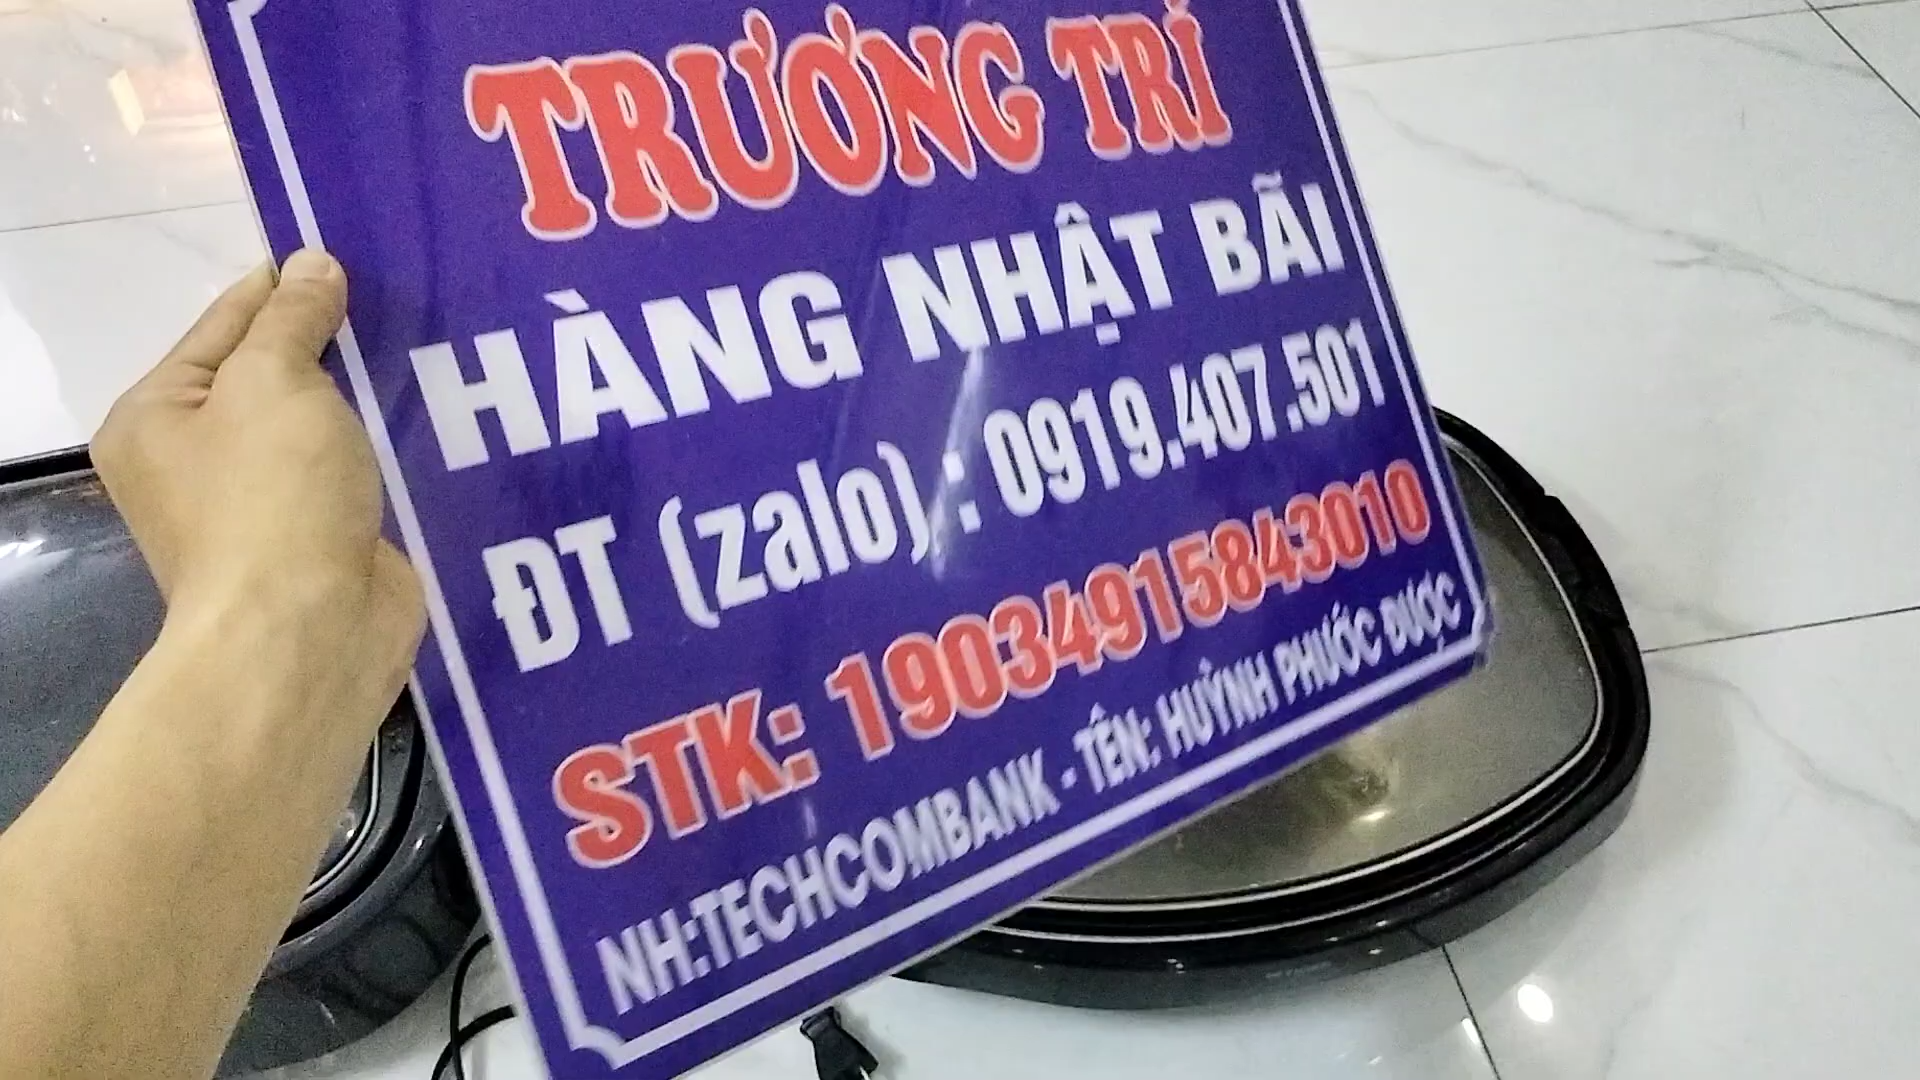 TRƯƠNG TRÍ
HÀNG NHẬT BÃI
ĐT (zalo) : 0919.407.501
STK: 19034915843010
NH:TECHCOMBANK - TÊN: HUỲNH PHƯỚC ĐƯỢC